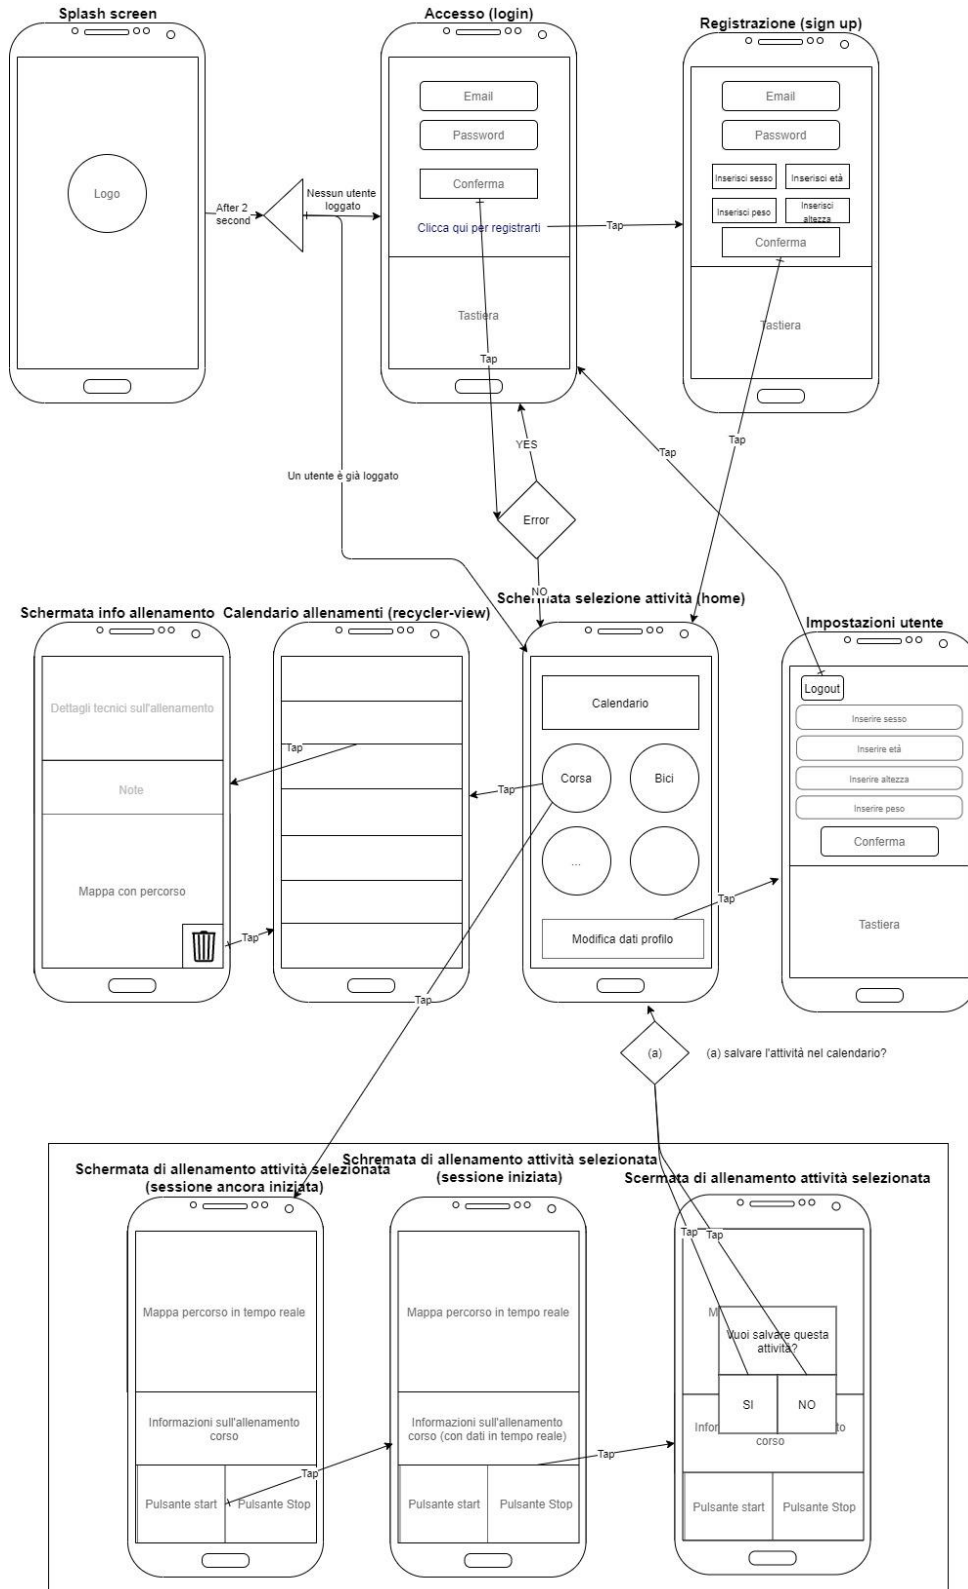 Splash screen
Logo
After 2
second
Nessun utente
loggato
Accesso (login)
Email
Password
Conferma
Clicca qui per registrarti
Tastiera
Tap
Tap
Registrazione (sign up)
Email
Password
Inserisci sesso
Inserisci età
Inserisci peso
Inserisci
altezza
Conferma
Tastiera
Tap
Tap
YES
Un utente è già loggato
Error
NO
Schermata info allenamento
Dettagli tecnici sull'allenamento
Note
Mappa con percorso
Tap
Calendario allenamenti (recycler-view)
Tap
Tap
Schermata selezione attività (home)
Calendario
Corsa
Bici
...
Modifica dati profilo
Tap
Tap
Impostazioni utente
Logout
Inserire sesso
Inserire età
Inserire altezza
Inserire peso
Conferma
Tastiera
(a)
(a) salvare l'attività nel calendario?
Schermata di allenamento attività selezionata
(sessione ancora iniziata)
Mappa percorso in tempo reale
Informazioni sull'allenamento
corso
Pulsante start
Pulsante Stop
Tap
Schremata di allenamento attività selezionata
(sessione iniziata)
Mappa percorso in tempo reale
Informazioni sull'allenamento
corso (con dati in tempo reale)
Pulsante start
Pulsante Stop
Tap
Scermata di allenamento attività selezionata
Tap
Tap
Vuoi salvare questa
attività?
SI
NO
corso
Pulsante start
Pulsante Stop